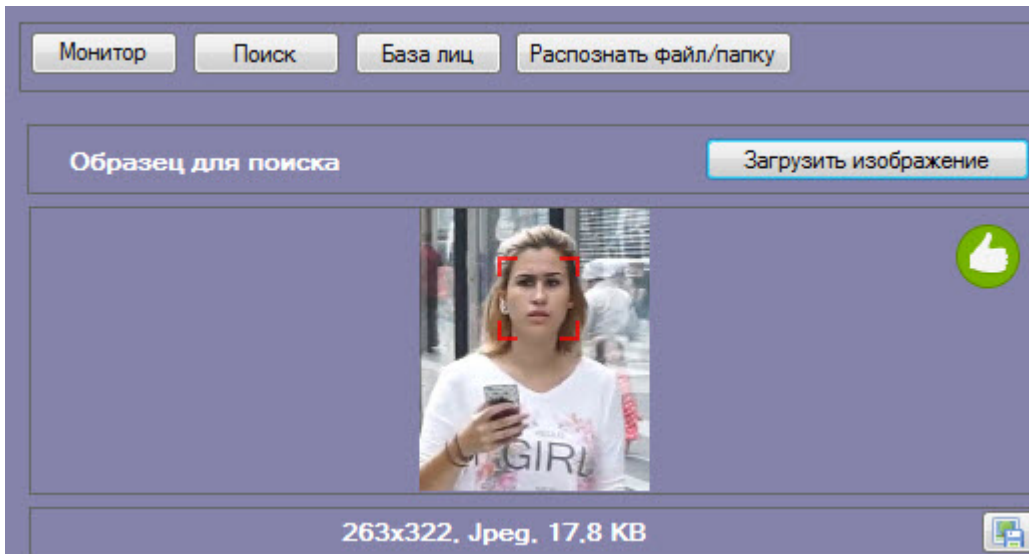 Монитор Поиск База лиц Распознать файл/папку
Образец для поиска Загрузить изображение
GIRL
263x322, Jpeg, 17,8 KB